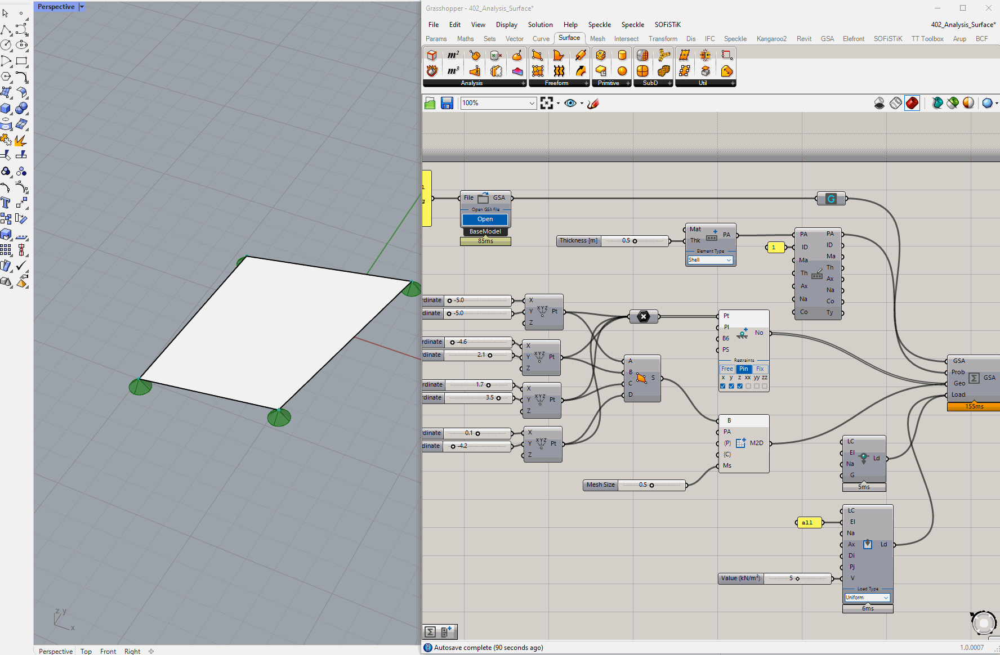 Perspective
Grasshopper - 402_Analysis_Surface*
File Edit View Display Solution Help Speckle Speckle SOFiSTiK
402_Analysis_Surface*
Params Maths Sets Vector Curve Surface Mesh Intersect Transform Dis IFC Speckle Kangaroo2 Revit GSA Elefront SOFiSTiK TT Toolbox Arup BCF
m²
m³
Analysis Freeform Primitive SubD Util
100%
1
g
File GSA
Open GSA file
Open
BaseModel
85ms
G
Thickness [m] 0.5
Mat
Thk
PA
Element Type
Shell
1
PA PA
ID ID
Ma Ma
Th Th
Ax Ax
Na Na
Co Co
Ty
rdinate -5.0
dinate -5.0
X
Y
Z
XYZ
Pt
rdinate -4.6
rdinate 2.1
X
Y
Z
XYZ
Pt
rdinate 1.7
rdinate 3.5
X
Y
Z
XYZ
Pt
rdinate 0.1
dinate -4.2
X
Y
Z
XYZ
Pt
A
B
C
D
S
Pt
Pl
B6
PS
No
Restraints
Free Pin Fix
x y z xx yy zz
B
PA
(P)
(C)
Ms
M2D
Mesh Size 0.5
GSA
Prob
Geo
Load
Σ
GSA
155ms
LC
El
Na
G
Ld
5ms
all
LC
El
Na
Ax
Di
Pj
V
Ld
Load Type
Uniform
6ms
Value (kN/m²) 5
z y
x
Σ
Perspective Top Front Right
Autosave complete (90 seconds ago)
1.0.0007